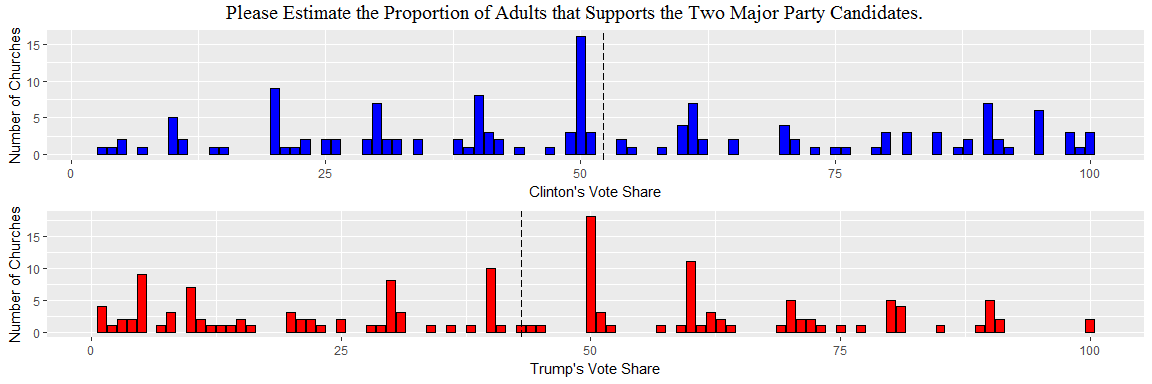 Please Estimate the Proportion of Adults that Supports the Two Major Party Candidates.
Number of Churches
15
10
5
0
0 25 50 75 100
Clinton's Vote Share
Number of Churches
15
10
5
0
0 25 50 75 100
Trump's Vote Share